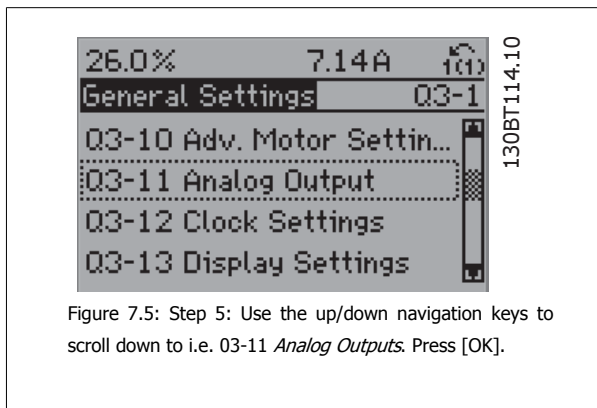 26.0% 7.14A 1(1)
General Settings Q3-1
Q3-10 Adv. Motor Settin...
Q3-11 Analog Output
Q3-12 Clock Settings
Q3-13 Display Settings
130BT114.10
Figure 7.5: Step 5: Use the up/down navigation keys to
scroll down to i.e. 03-11 Analog Outputs. Press [OK].